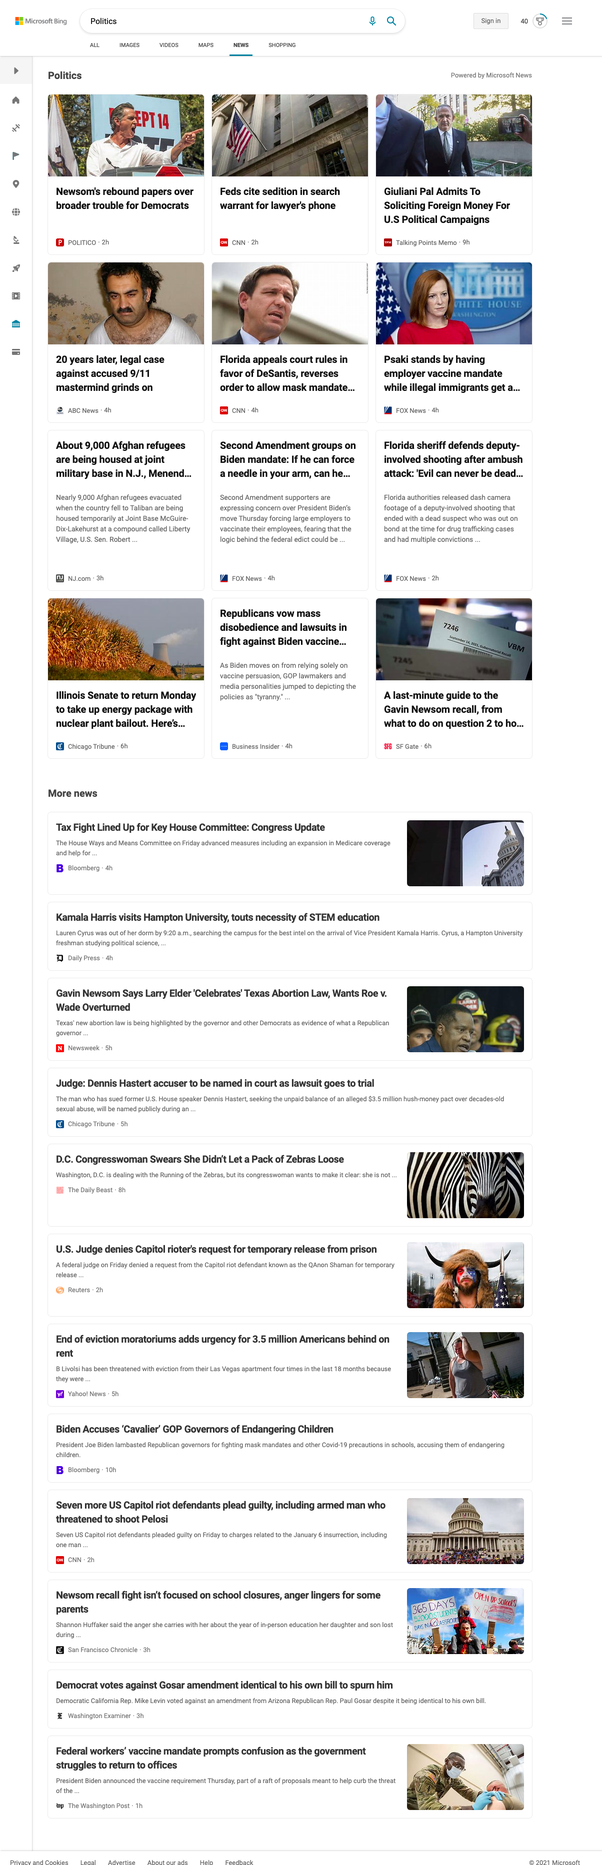 Microsoft Bing
Politics
Sign in
40
ALL
IMAGES
VIDEOS
MAPS
NEWS
SHOPPING
Politics
Powered by Microsoft News
EPT 14
Newsom's rebound papers over
broader trouble for Democrats
POLITICO · 2h
Feds cite sedition in search
warrant for lawyer's phone
CNN · 2h
Giuliani Pal Admits To
Soliciting Foreign Money For
U.S Political Campaigns
Talking Points Memo · 9h
20 years later, legal case
against accused 9/11
mastermind grinds on
ABC News · 4h
Florida appeals court rules in
favor of DeSantis, reverses
order to allow mask mandate...
CNN · 4h
WHITE HOUSE
WASHINGTON
Psaki stands by having
employer vaccine mandate
while illegal immigrants get a...
FOX News · 4h
About 9,000 Afghan refugees
are being housed at joint
military base in N.J., Menend...
Nearly 9,000 Afghan refugees evacuated
when the country fell to Taliban are being
housed temporarily at Joint Base McGuire-
Dix-Lakehurst at a compound called Liberty
Village, U.S. Sen. Robert ...
NJ.com · 3h
Second Amendment groups on
Biden mandate: If he can force
a needle in your arm, can he...
Second Amendment supporters are
expressing concern over President Biden's
move Thursday forcing large employers to
vaccinate their employees, fearing that the
logic behind the federal edict could be ...
FOX News · 4h
Florida sheriff defends deputy-
involved shooting after ambush
attack: 'Evil can never be dead...
Florida authorities released dash camera
footage of a deputy-involved shooting that
ended with a dead suspect who was out on
bond at the time for drug trafficking cases
and had multiple convictions ...
FOX News · 2h
Illinois Senate to return Monday
to take up energy package with
nuclear plant bailout. Here's...
Chicago Tribune · 6h
Republicans vow mass
disobedience and lawsuits in
fight against Biden vaccine...
As Biden moves on from relying solely on
vaccine persuasion, GOP lawmakers and
media personalities jumped to depicting the
policies as "tyranny." ...
Business Insider · 4h
7246
VBM
7245
VBM
A last-minute guide to the
Gavin Newsom recall, from
what to do on question 2 to ho...
SF Gate · 6h
More news
Tax Fight Lined Up for Key House Committee: Congress Update
The House Ways and Means Committee on Friday advanced measures including an expansion in Medicare coverage
and help for ...
Bloomberg · 4h
Kamala Harris visits Hampton University, touts necessity of STEM education
Lauren Cyrus was out of her dorm by 9:20 a.m., searching the campus for the best intel on the arrival of Vice President Kamala Harris. Cyrus, a Hampton University
freshman studying political science, ...
Daily Press · 4h
Gavin Newsom Says Larry Elder 'Celebrates' Texas Abortion Law, Wants Roe v.
Wade Overturned
Texas' new abortion law is being highlighted by the governor and other Democrats as evidence of what a Republican
governor ...
Newsweek · 5h
Judge: Dennis Hastert accuser to be named in court as lawsuit goes to trial
The man who has sued former U.S. House speaker Dennis Hastert, seeking the unpaid balance of an alleged $3.5 million hush-money pact over decades-old
sexual abuse, will be named publicly during an ...
Chicago Tribune · 5h
D.C. Congresswoman Swears She Didn't Let a Pack of Zebras Loose
Washington, D.C. is dealing with the Running of the Zebras, but its congresswoman wants to make it clear: she is not ...
The Daily Beast · 8h
U.S. Judge denies Capitol rioter's request for temporary release from prison
A federal judge on Friday denied a request from the Capitol riot defendant known as the QAnon Shaman for temporary
release ...
Reuters · 2h
End of eviction moratoriums adds urgency for 3.5 million Americans behind on
rent
B Livolsi has been threatened with eviction from their Las Vegas apartment four times in the last 18 months because
they were ...
Yahoo! News · 5h
Biden Accuses 'Cavalier' GOP Governors of Endangering Children
President Joe Biden lambasted Republican governors for fighting mask mandates and other Covid-19 precautions in schools, accusing them of endangering
children.
Bloomberg · 10h
Seven more US Capitol riot defendants plead guilty, including armed man who
threatened to shoot Pelosi
Seven US Capitol riot defendants pleaded guilty on Friday to charges related to the January 6 insurrection, including
one man ...
CNN · 2h
Newsom recall fight isn't focused on school closures, anger lingers for some
parents
Shannon Huffaker said the anger she carries with her about the year of in-person education her daughter and son lost
during ...
San Francisco Chronicle · 3h
365 DAYS
OPEN UP
Democrat votes against Gosar amendment identical to his own bill to spurn him
Democratic California Rep. Mike Levin voted against an amendment from Arizona Republican Rep. Paul Gosar despite it being identical to his own bill.
Washington Examiner · 3h
Federal workers' vaccine mandate prompts confusion as the government
struggles to return to offices
President Biden announced the vaccine requirement Thursday, part of a raft of proposals meant to help curb the threat
of the ...
The Washington Post · 1h
Privacy and Cookies
Legal
Advertise
About our ads
Help
Feedback
© 2021 Microsoft